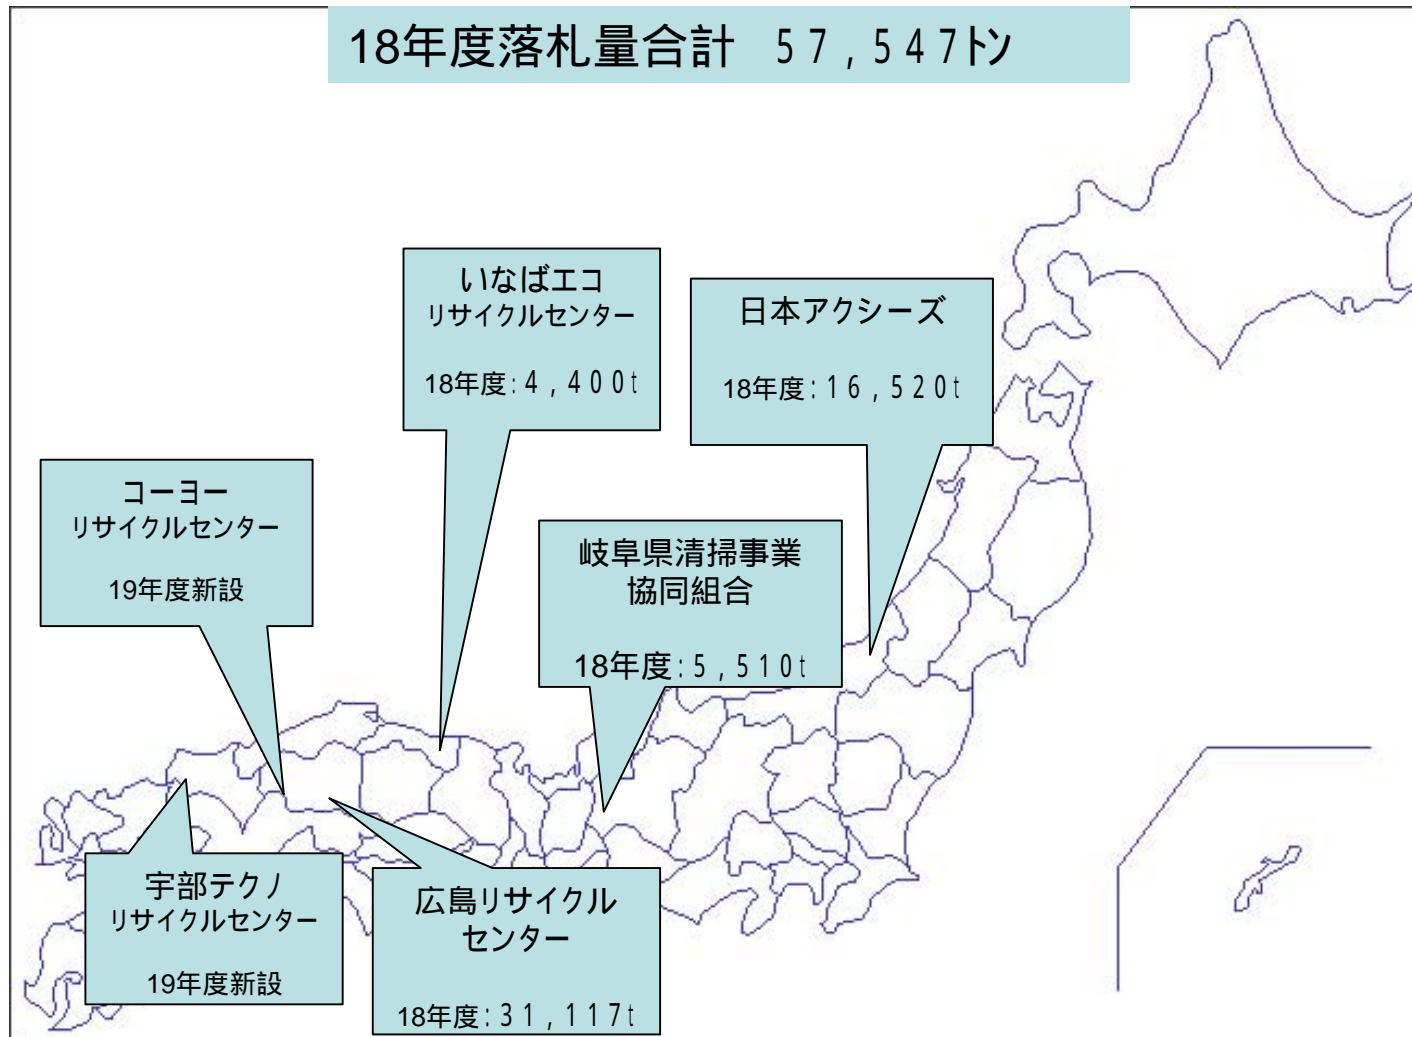 18年度落札量合計　５７，５４７トン
いなばエコ
リサイクルセンター
18年度:４，４００t
日本アクシーズ
18年度:１６，５２０t
コーヨー
リサイクルセンター
19年度新設
岐阜県清掃事業
協同組合
18年度:５，５１０t
宇部テクノ
リサイクルセンター
19年度新設
広島リサイクル
センター
18年度:３１，１１７t